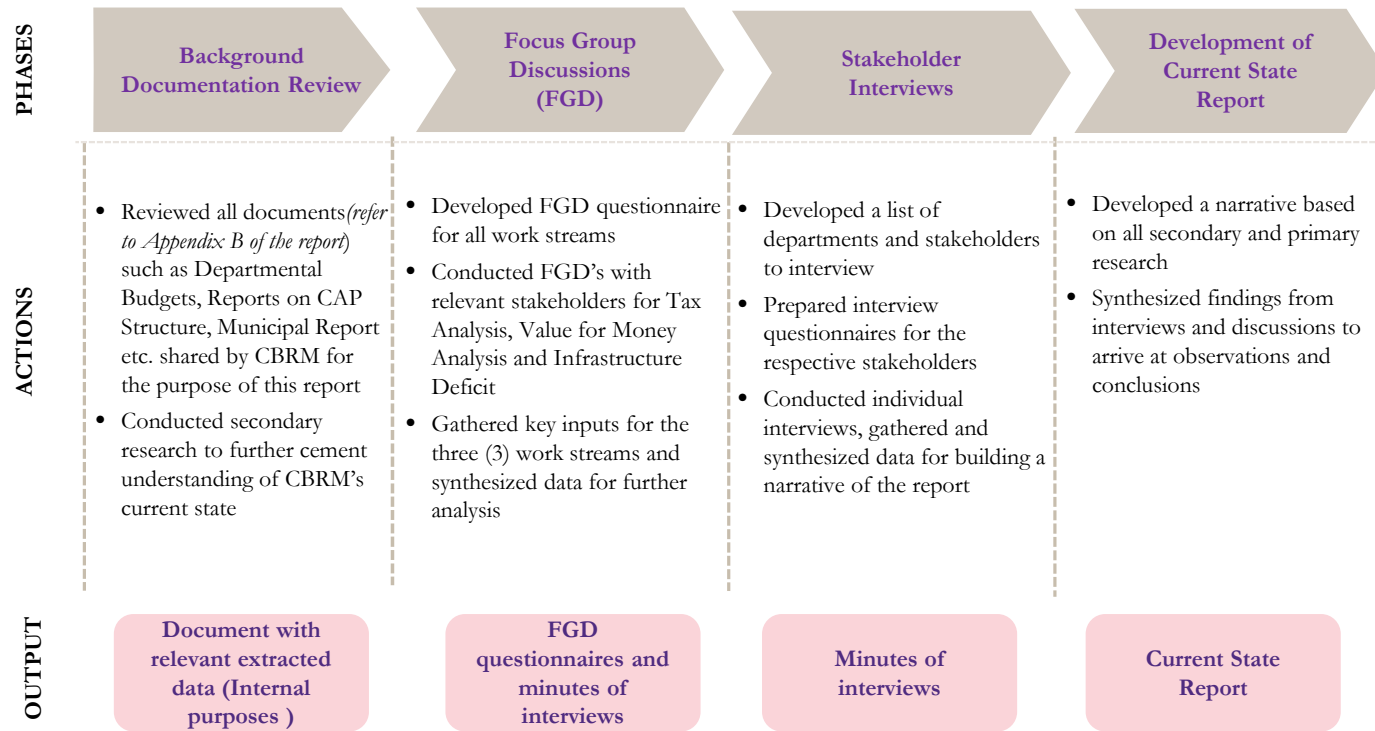 PHASES
Background
Documentation Review
Focus Group
Discussions
(FGD)
Stakeholder
Interviews
Development of
Current State
Report
ACTIONS
• Reviewed all documents(refer
to Appendix B of the report)
such as Departmental
Budgets, Reports on CAP
Structure, Municipal Report
etc. shared by CBRM for
the purpose of this report
• Conducted secondary
research to further cement
understanding of CBRM's
current state
• Developed FGD questionnaire
for all work streams
• Conducted FGD's with
relevant stakeholders for Tax
Analysis, Value for Money
Analysis and Infrastructure
Deficit
• Gathered key inputs for the
three (3) work streams and
synthesized data for further
analysis
• Developed a list of
departments and stakeholders
to interview
• Prepared interview
questionnaires for the
respective stakeholders
• Conducted individual
interviews, gathered and
synthesized data for building a
narrative of the report
• Developed a narrative based
on all secondary and primary
research
• Synthesized findings from
interviews and discussions to
arrive at observations and
conclusions
OUTPUT
Document with
relevant extracted
data (Internal
purposes )
FGD
questionnaires and
minutes of
interviews
Minutes of
interviews
Current State
Report